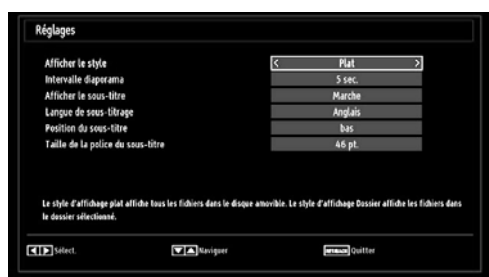 Réglages
Afficher le style < Plat >
Intervalle diaporama 5 sec.
Afficher le sous-titre Marche
Langue de sous-titrage Anglais
Position du sous-titre bas
Taille de la police du sous-titre 46 pt.
Le style d'affichage plat affiche tous les fichiers dans le disque amovible. Le style d'affichage Dossier affiche les fichiers dans
le dossier sélectionné.
Sélect. Naviguer Quitter